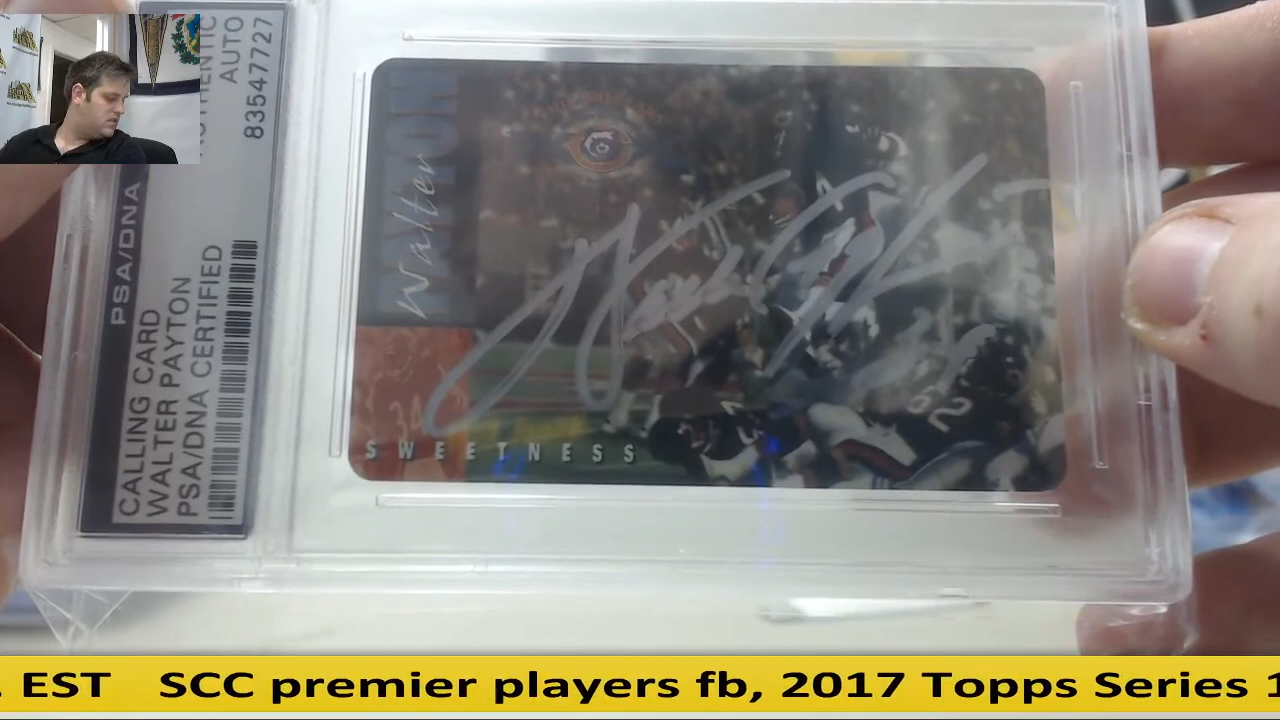 AUTHENTIC
AUTO
83547727
PSA/DNA
CALLING CARD
WALTER PAYTON
PSA/DNA CERTIFIED
PAYTON
Walter
SWEETNESS
62
. EST SCC premier players fb, 2017 Topps Series 1